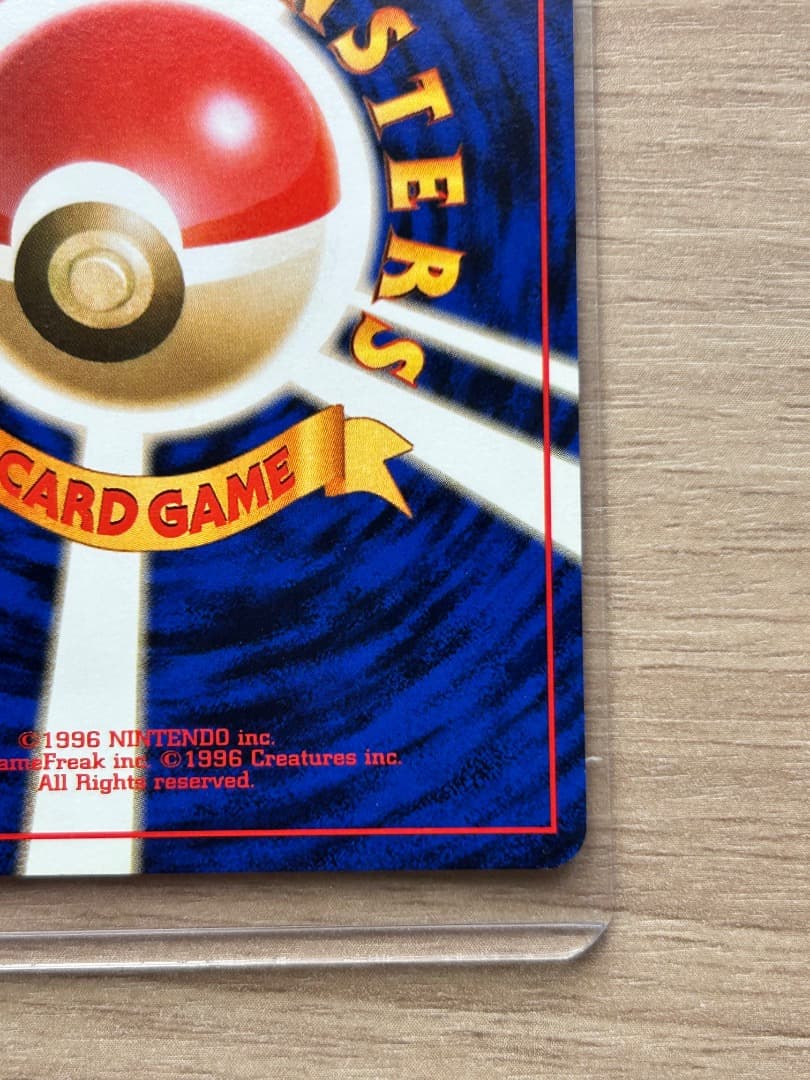 STERS
CARD GAME
©1996 NINTENDO inc.
ameFreak inc. ©1996 Creatures inc.
All Rights reserved.